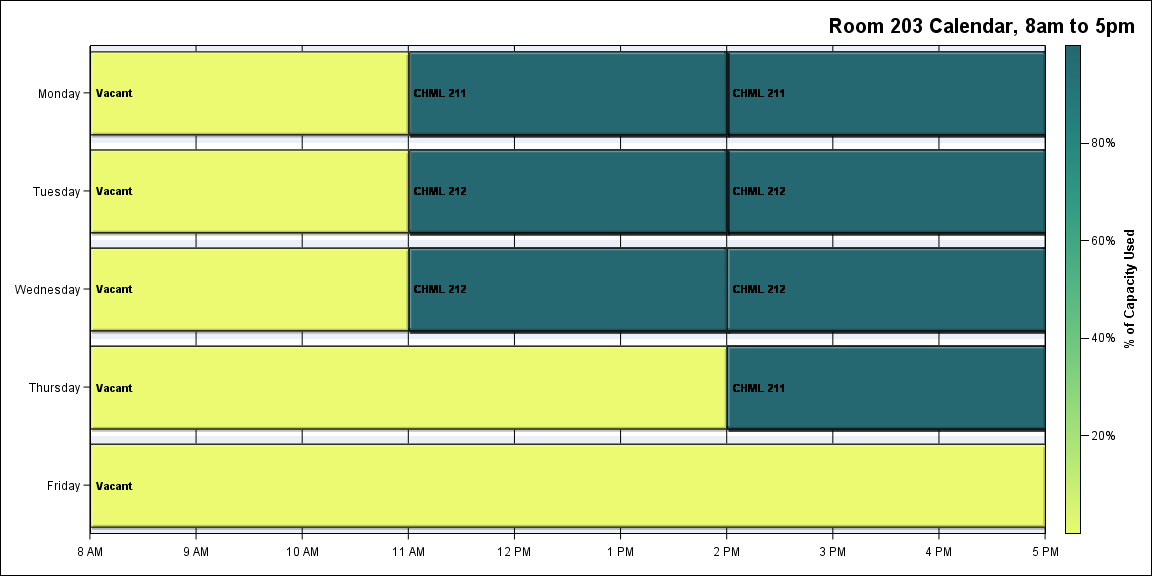 Room 203 Calendar, 8am to 5pm
Monday
Vacant
CHML 211
CHML 211
Tuesday
Vacant
CHML 212
CHML 212
Wednesday
Vacant
CHML 212
CHML 212
Thursday
Vacant
CHML 211
Friday
Vacant
8 AM
9 AM
10 AM
11 AM
12 PM
1 PM
2 PM
3 PM
4 PM
5 PM
80%
60%
40%
20%
% of Capacity Used